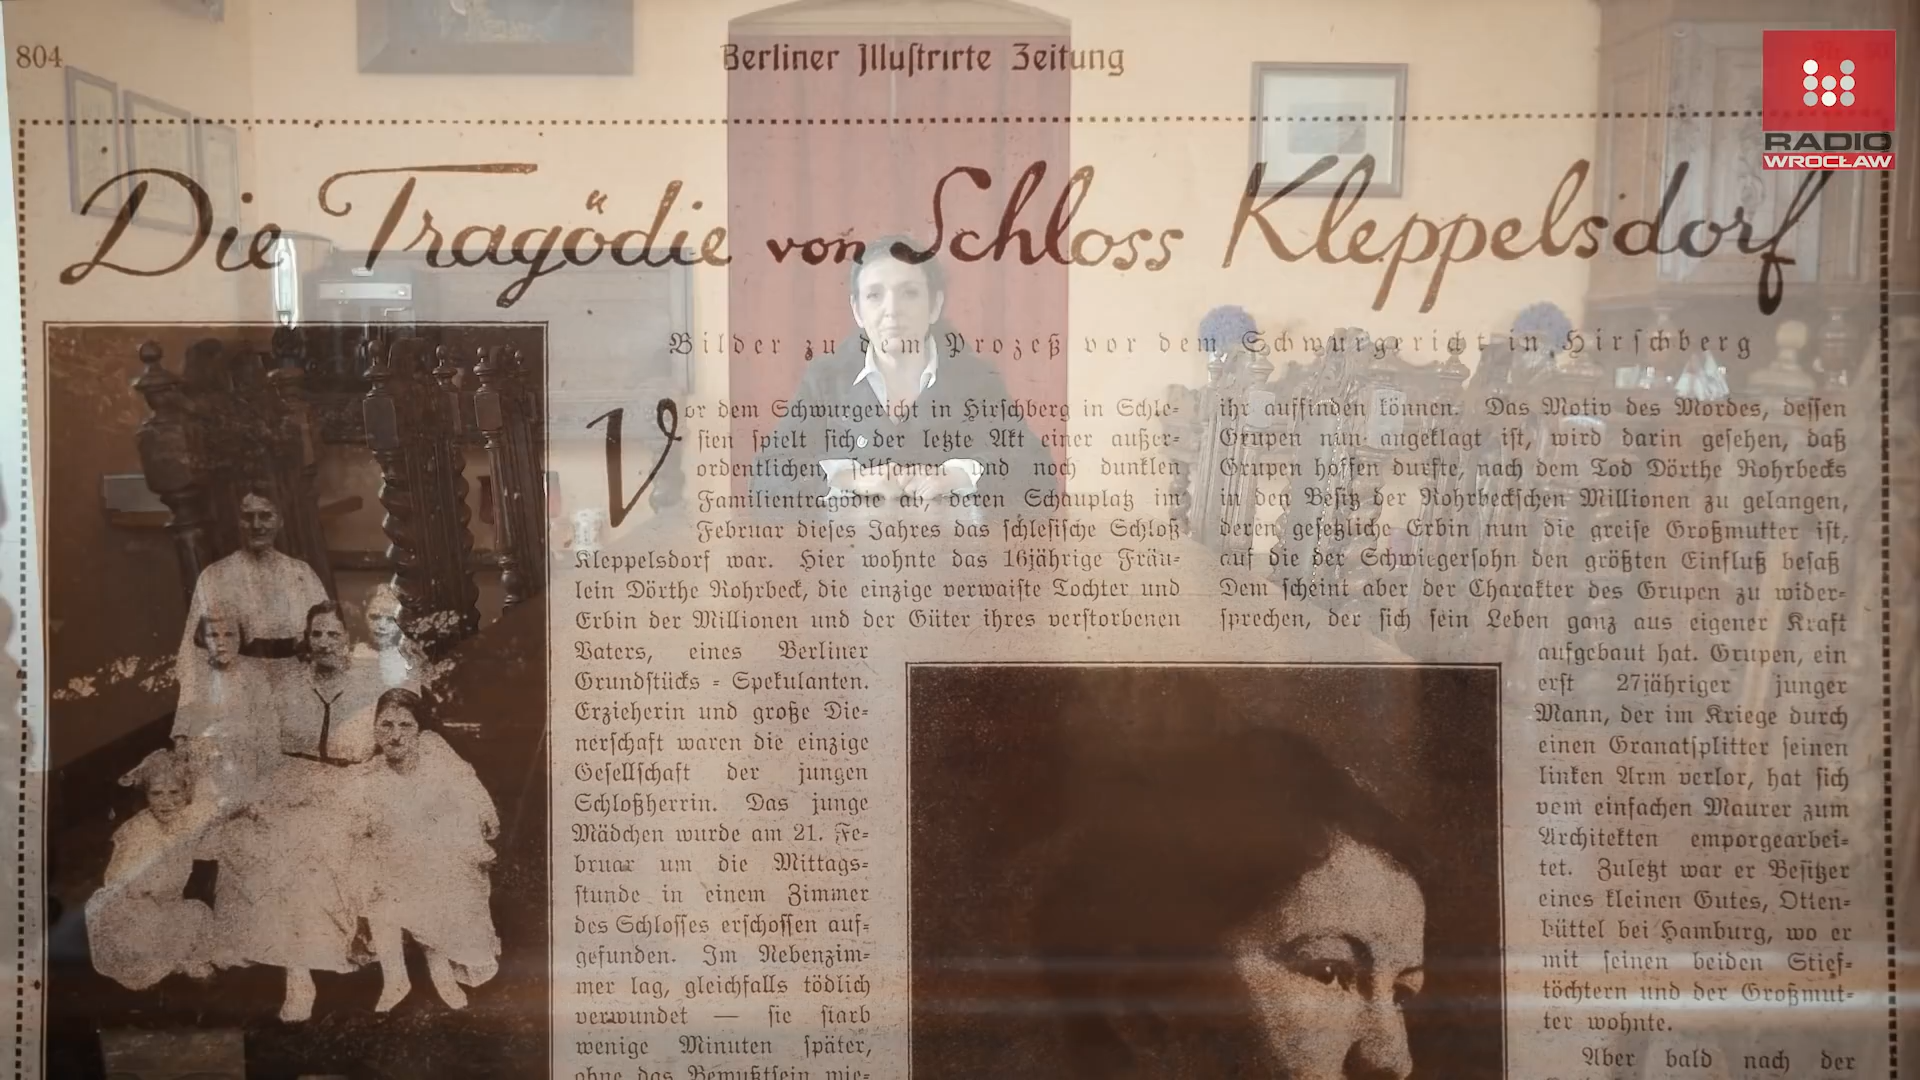 804
Berliner Illustrirte Zeitung
RADIO
WROCŁAW
Die Tragödie von Schloss Kleppelsdorf
Bilder zu dem Prozeß vor dem Schwurgericht in Hirschberg
Vor dem Schwurgericht in Hirschberg in Schle-
sien spielt sich der letzte Akt einer außer-
ordentlichen, seltsamen und noch dunklen
Familientragödie ab, deren Schauplatz im
Februar dieses Jahres das schlesische Schloß
Kleppelsdorf war. Hier wohnte das 16jährige Fräu-
lein Dörthe Rohrbeck, die einzige verwaiste Tochter und
Erbin der Millionen und der Güter ihres verstorbenen
Vaters, eines Berliner
Grundstücks-Spekulanten.
Erzieherin und große Die-
nerschaft waren die einzige
Gesellschaft der jungen
Schloßherrin. Das junge
Mädchen wurde am 21. Fe-
bruar um die Mittags-
stunde in einem Zimmer
des Schlosses erschossen auf-
gefunden. Im Nebenzim-
mer lag, gleichfalls tödlich
verwundet — sie starb
wenige Minuten später,
ohne das Bewußtsein wie-
ihr auffinden können. Das Motiv des Mordes, dessen
Grupen nun angeklagt ist, wird darin gesehen, daß
Grupen hoffen durfte, nach dem Tod Dörthe Rohrbecks
in den Besitz der Rohrbeckschen Millionen zu gelangen,
deren gesetzliche Erbin nun die greise Großmutter ist,
auf die der Schwiegersohn den größten Einfluß besaß
Dem scheint aber der Charakter des Grupen zu wider-
sprechen, der sich sein Leben ganz aus eigener Kraft
aufgebaut hat. Grupen, ein
erst 27jähriger junger
Mann, der im Kriege durch
einen Granatsplitter seinen
linken Arm verlor, hat sich
vom einfachen Maurer zum
Architekten emporgearbei-
tet. Zuletzt war er Besitzer
eines kleinen Gutes, Otten-
büttel bei Hamburg, wo er
mit seinen beiden Stief-
töchtern und der Großmut-
ter wohnte.
Aber bald nach der